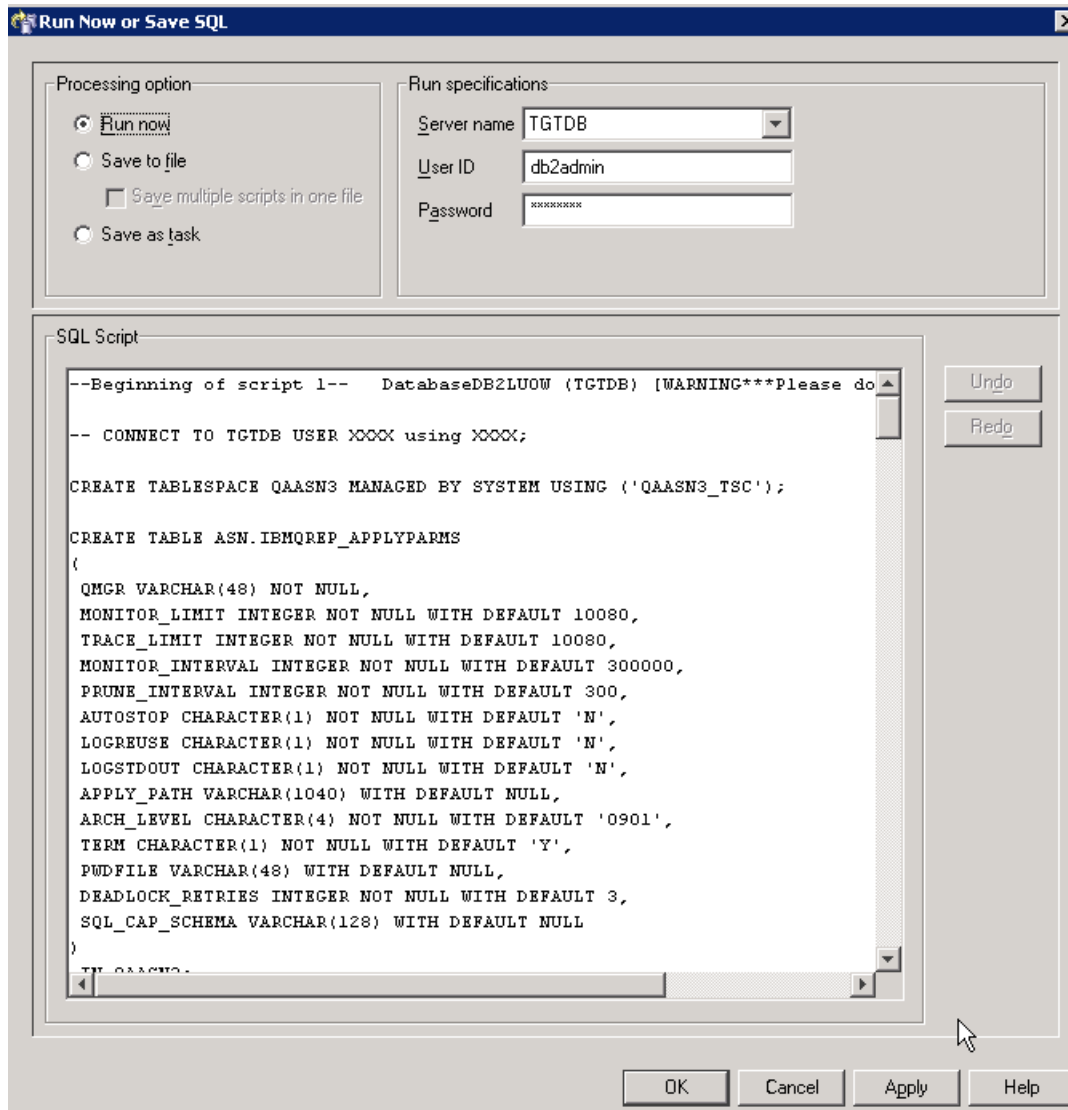 Run Now or Save SQL
Processing option
Run now
Save to file
Save multiple scripts in one file
Save as task
Run specifications
Server name TGTDB
User ID db2admin
Password ********
SQL Script
--Beginning of script 1--   DatabaseDB2LUOW (TGTDB) [WARNING***Please do
-- CONNECT TO TGTDB USER XXXX using XXXX;
CREATE TABLESPACE QAASN3 MANAGED BY SYSTEM USING ('QAASN3_TSC');
CREATE TABLE ASN.IBMQREP_APPLYPARMS
(
QMGR VARCHAR(48) NOT NULL,
MONITOR_LIMIT INTEGER NOT NULL WITH DEFAULT 10080,
TRACE_LIMIT INTEGER NOT NULL WITH DEFAULT 10080,
MONITOR_INTERVAL INTEGER NOT NULL WITH DEFAULT 300000,
PRUNE_INTERVAL INTEGER NOT NULL WITH DEFAULT 300,
AUTOSTOP CHARACTER(1) NOT NULL WITH DEFAULT 'N',
LOGREUSE CHARACTER(1) NOT NULL WITH DEFAULT 'N',
LOGSTDOUT CHARACTER(1) NOT NULL WITH DEFAULT 'N',
APPLY_PATH VARCHAR(1040) WITH DEFAULT NULL,
ARCH_LEVEL CHARACTER(4) NOT NULL WITH DEFAULT '0901',
TERM CHARACTER(1) NOT NULL WITH DEFAULT 'Y',
PWDFILE VARCHAR(48) WITH DEFAULT NULL,
DEADLOCK_RETRIES INTEGER NOT NULL WITH DEFAULT 3,
SQL_CAP_SCHEMA VARCHAR(128) WITH DEFAULT NULL
)
IN QAASN3;
Undo
Redo
OK
Cancel
Apply
Help